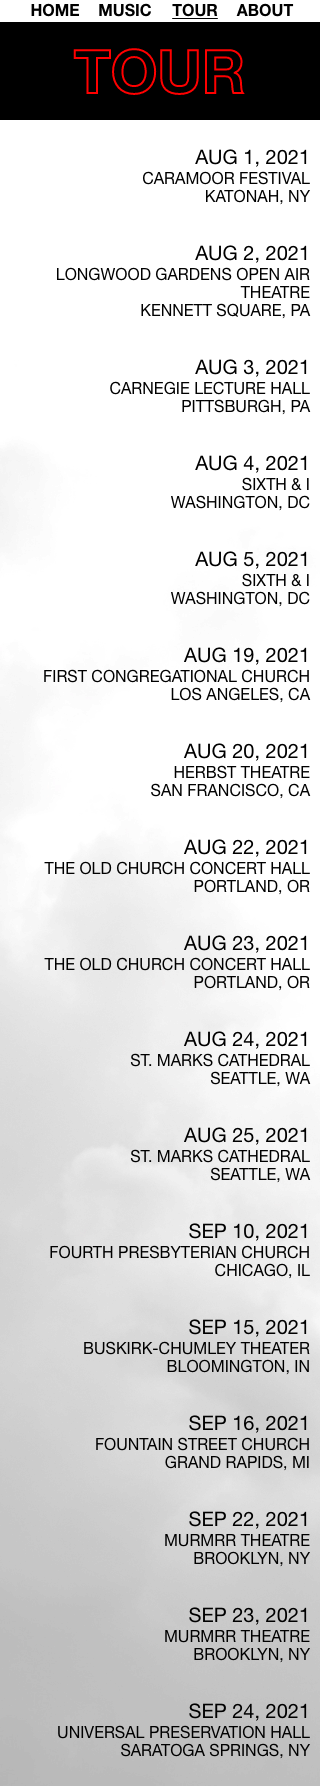 HOME MUSIC TOUR ABOUT
TOUR
AUG 1, 2021
CARAMOOR FESTIVAL
KATONAH, NY
AUG 2, 2021
LONGWOOD GARDENS OPEN AIR
THEATRE
KENNETT SQUARE, PA
AUG 3, 2021
CARNEGIE LECTURE HALL
PITTSBURGH, PA
AUG 4, 2021
SIXTH & I
WASHINGTON, DC
AUG 5, 2021
SIXTH & I
WASHINGTON, DC
AUG 19, 2021
FIRST CONGREGATIONAL CHURCH
LOS ANGELES, CA
AUG 20, 2021
HERBST THEATRE
SAN FRANCISCO, CA
AUG 22, 2021
THE OLD CHURCH CONCERT HALL
PORTLAND, OR
AUG 23, 2021
THE OLD CHURCH CONCERT HALL
PORTLAND, OR
AUG 24, 2021
ST. MARKS CATHEDRAL
SEATTLE, WA
AUG 25, 2021
ST. MARKS CATHEDRAL
SEATTLE, WA
SEP 10, 2021
FOURTH PRESBYTERIAN CHURCH
CHICAGO, IL
SEP 15, 2021
BUSKIRK-CHUMLEY THEATER
BLOOMINGTON, IN
SEP 16, 2021
FOUNTAIN STREET CHURCH
GRAND RAPIDS, MI
SEP 22, 2021
MURMRR THEATRE
BROOKLYN, NY
SEP 23, 2021
MURMRR THEATRE
BROOKLYN, NY
SEP 24, 2021
UNIVERSAL PRESERVATION HALL
SARATOGA SPRINGS, NY